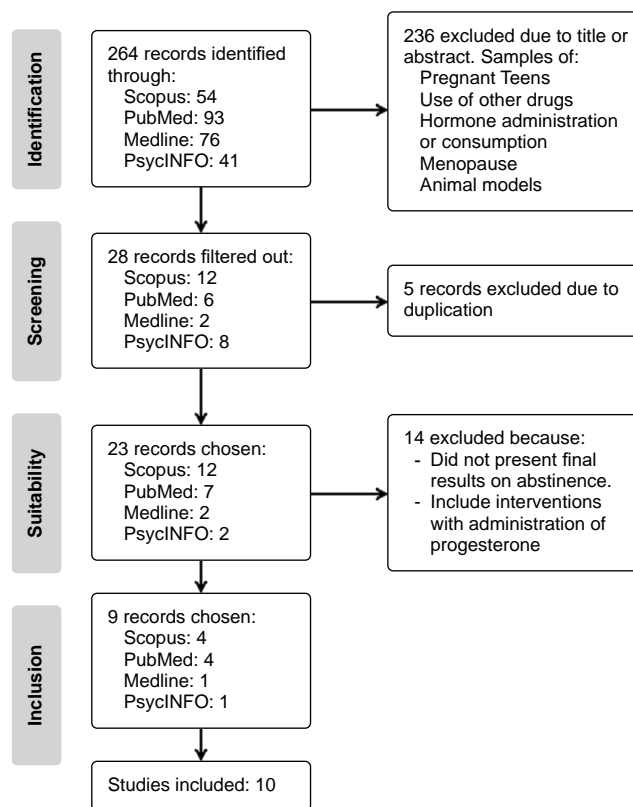 Identification
264 records identified
through:
Scopus: 54
PubMed: 93
Medline: 76
PsycINFO: 41
236 excluded due to title or
abstract. Samples of:
Pregnant Teens
Use of other drugs
Hormone administration
or consumption
Menopause
Animal models
Screening
28 records filtered out:
Scopus: 12
PubMed: 6
Medline: 2
PsycINFO: 8
5 records excluded due to
duplication
Suitability
23 records chosen:
Scopus: 12
PubMed: 7
Medline: 2
PsycINFO: 2
14 excluded because:
- Did not present final
results on abstinence.
- Include interventions
with administration of
progesterone
Inclusion
9 records chosen:
Scopus: 4
PubMed: 4
Medline: 1
PsycINFO: 1
Studies included: 10